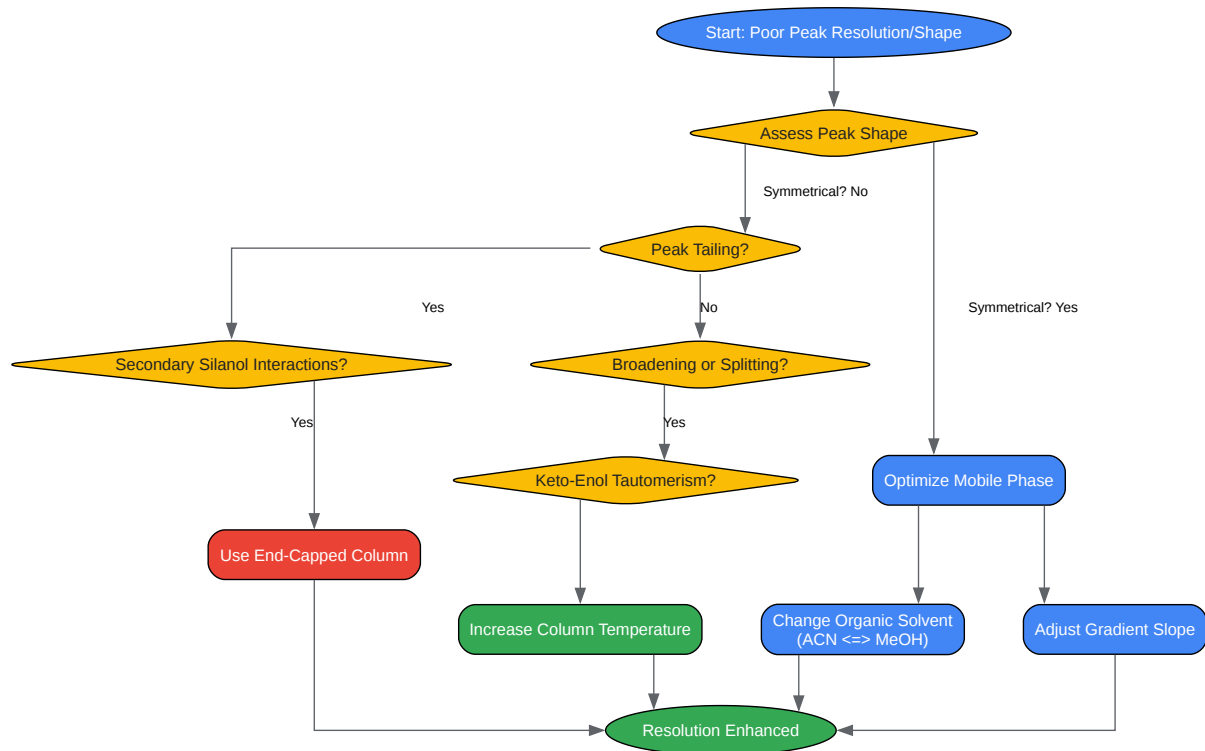 Start: Poor Peak Resolution/Shape
Assess Peak Shape
Symmetrical? No
Peak Tailing?
Yes
No
Symmetrical? Yes
Secondary Silanol Interactions?
Broadening or Splitting?
Yes
Yes
Keto-Enol Tautomerism?
Optimize Mobile Phase
Use End-Capped Column
Increase Column Temperature
Change Organic Solvent
(ACN <=> MeOH)
Adjust Gradient Slope
Resolution Enhanced